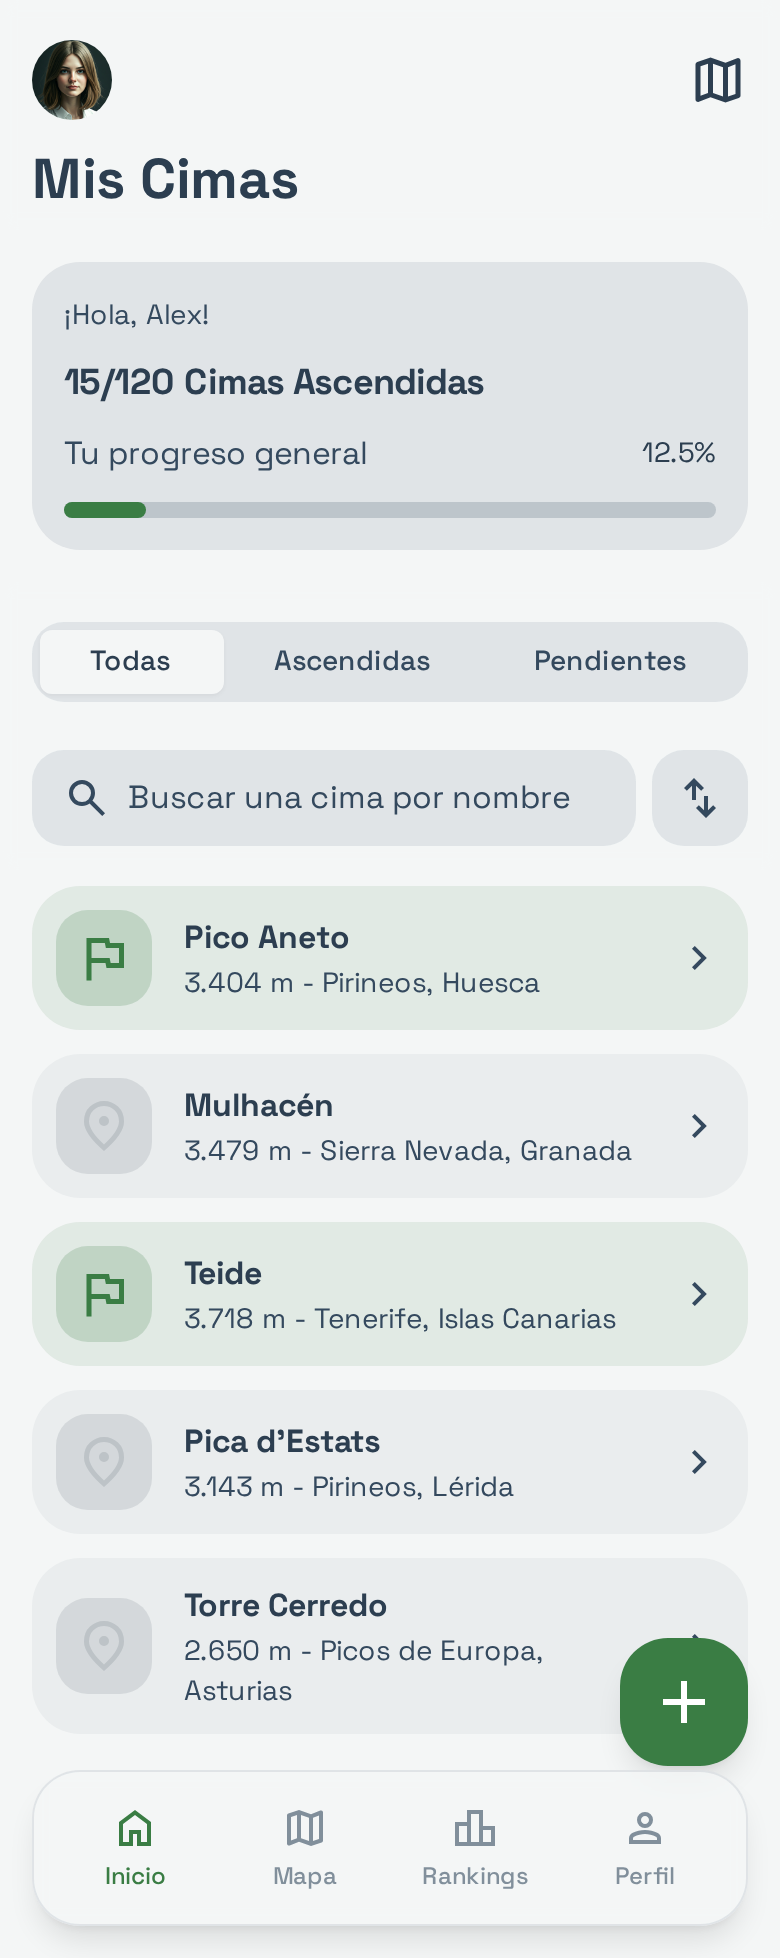 Mis Cimas
¡Hola, Alex!
15/120 Cimas Ascendidas
Tu progreso general
12.5%
Todas
Ascendidas
Pendientes
Buscar una cima por nombre
Pico Aneto
3.404 m - Pirineos, Huesca
Mulhacén
3.479 m - Sierra Nevada, Granada
Teide
3.718 m - Tenerife, Islas Canarias
Pica d’Estats
3.143 m - Pirineos, Lérida
Torre Cerredo
2.650 m - Picos de Europa,
Asturias
Inicio
Mapa
Rankings
Perfil